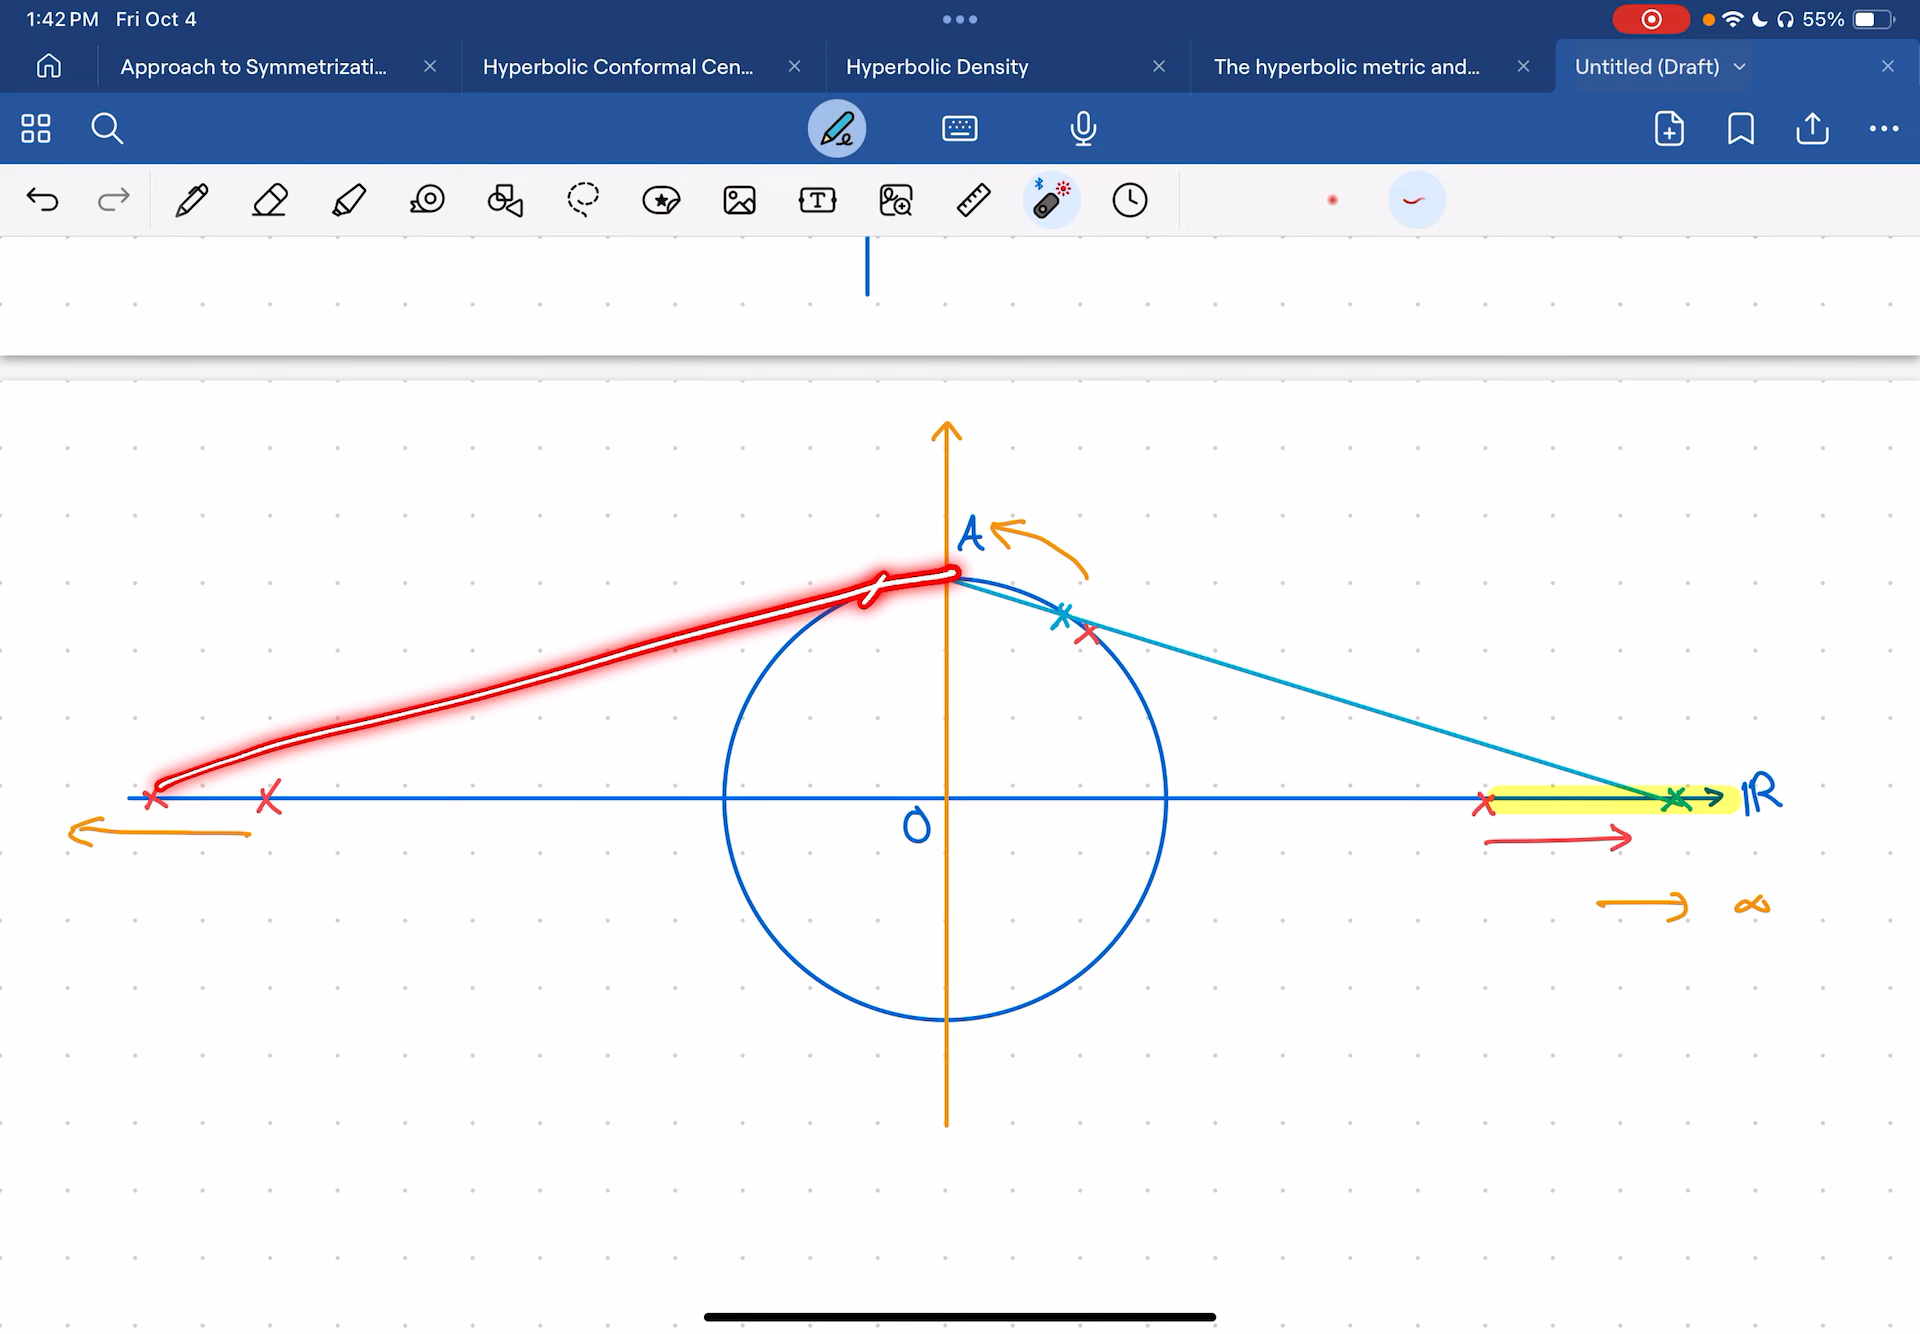 1:42 PM Fri Oct 4
55%
Approach to Symmetrizati...
Hyperbolic Conformal Cen...
Hyperbolic Density
The hyperbolic metric and...
Untitled (Draft)
T
A
ℝ
O
∞